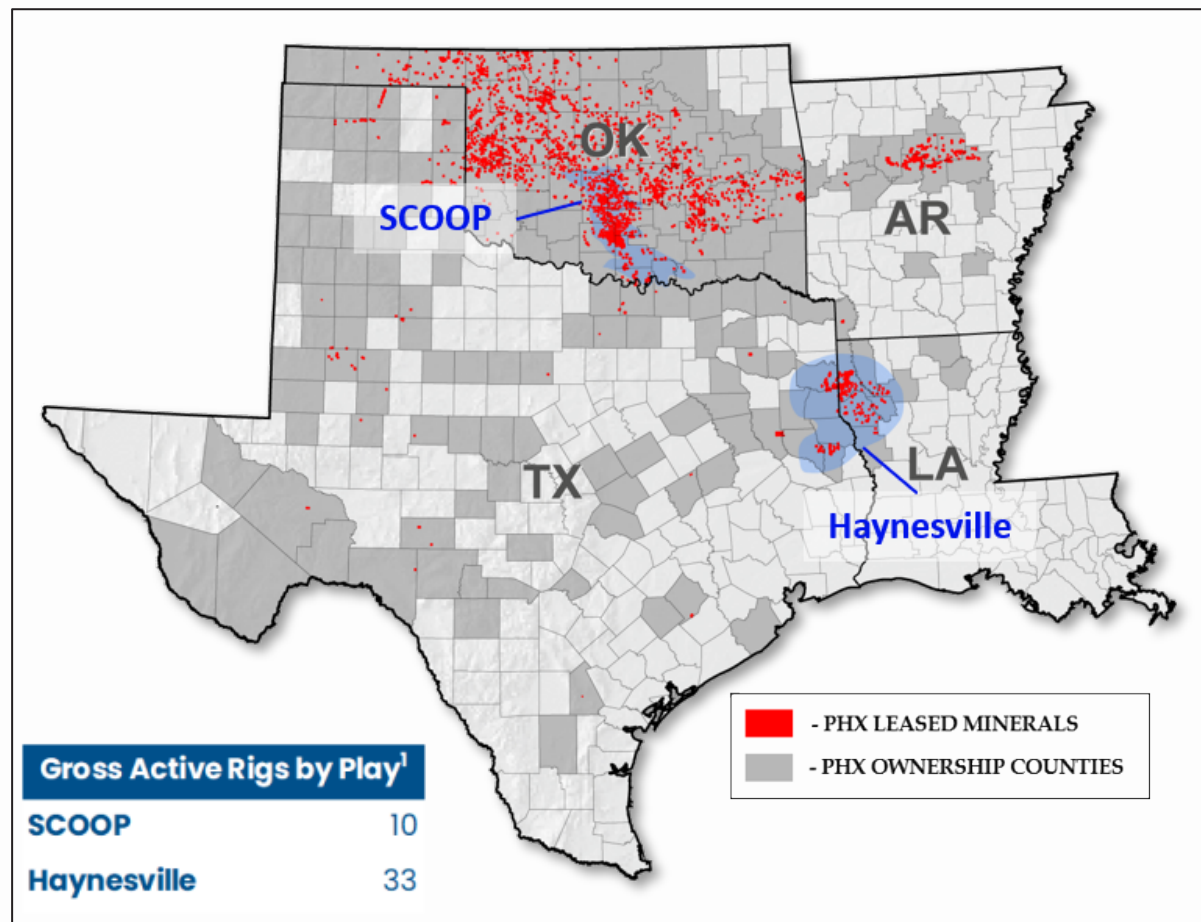 OK
SCOOP
AR
TX
LA
Haynesville
- PHX LEASED MINERALS
- PHX OWNERSHIP COUNTIES
Gross Active Rigs by Play¹
SCOOP 10
Haynesville 33